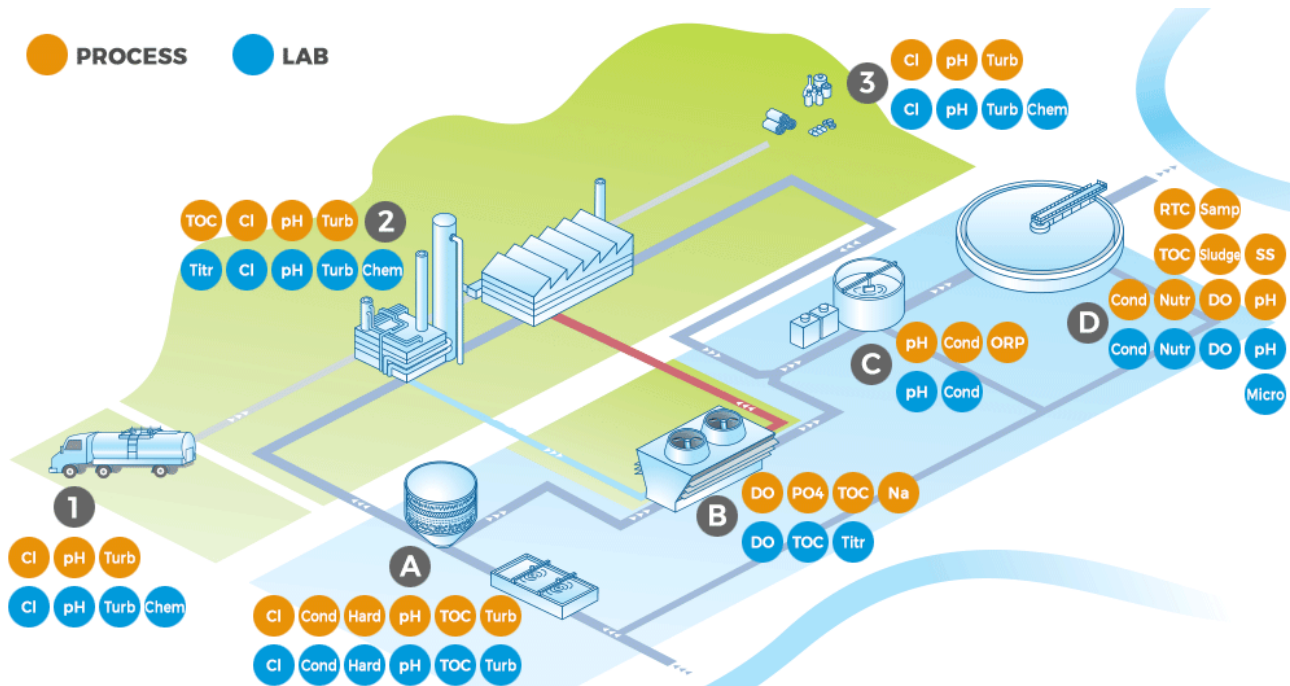 PROCESS LAB
3
Cl pH Turb
Cl pH Turb Chem
2
TOC Cl pH Turb
Titr Cl pH Turb Chem
D
RTC Samp
TOC Sludge SS
Cond Nutr DO pH
Cond Nutr DO pH
Micro
C
pH Cond ORP
pH Cond
1
Cl pH Turb
Cl pH Turb Chem
B
DO PO4 TOC Na
DO TOC Titr
A
Cl Cond Hard pH TOC Turb
Cl Cond Hard pH TOC Turb